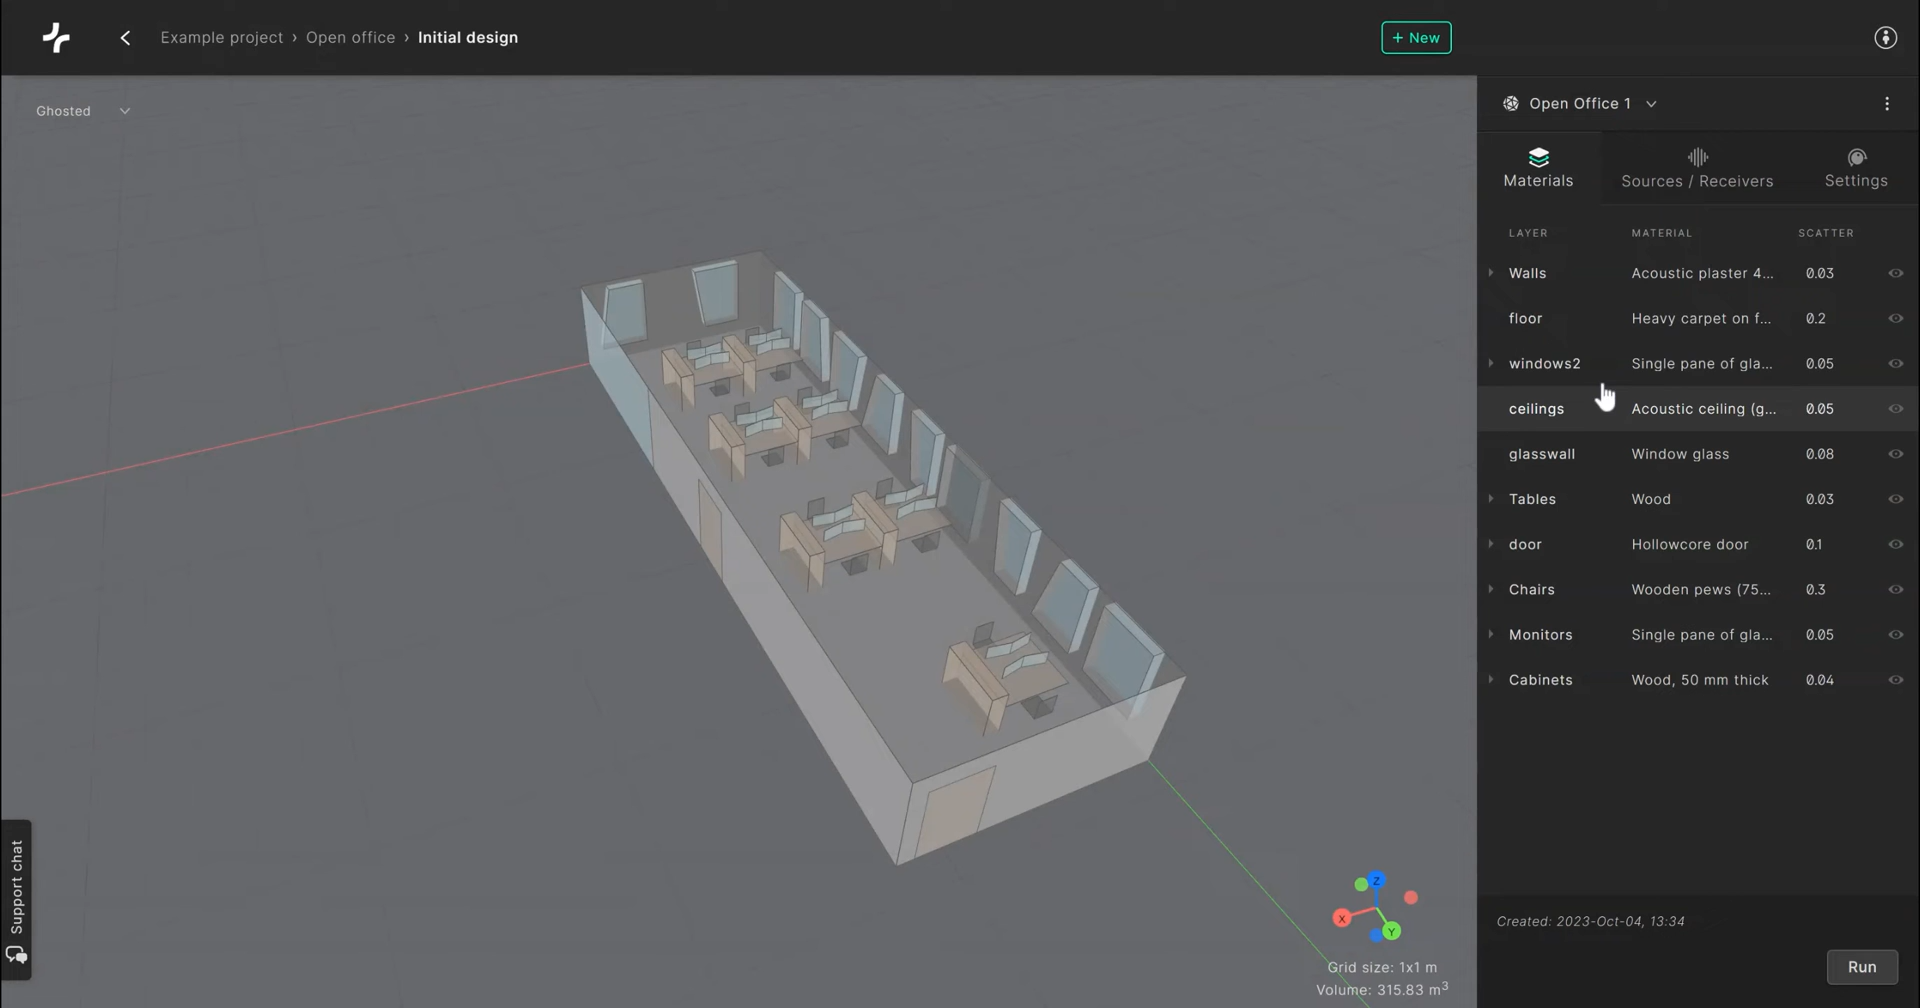 Example project › Open office › Initial design
+ New
Ghosted
Open Office 1
Materials
Sources / Receivers
Settings
LAYER MATERIAL SCATTER
Walls Acoustic plaster 4... 0.03
floor Heavy carpet on f... 0.2
windows2 Single pane of gla... 0.05
ceilings Acoustic ceiling (g... 0.05
glasswall Window glass 0.08
Tables Wood 0.03
door Hollowcore door 0.1
Chairs Wooden pews (75... 0.3
Monitors Single pane of gla... 0.05
Cabinets Wood, 50 mm thick 0.04
Support chat
Z
X
Y
Grid size: 1x1 m
Volume: 315.83 m³
Created: 2023-Oct-04, 13:34
Run